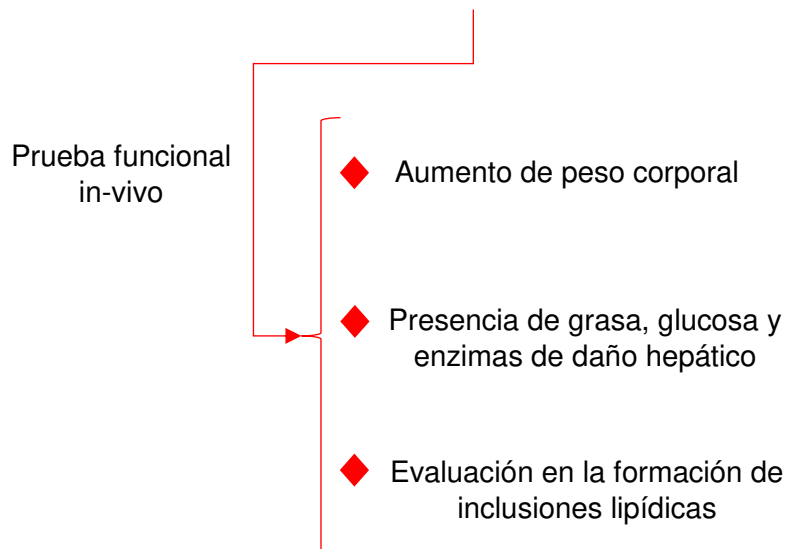 Prueba funcional
in-vivo
Aumento de peso corporal
Presencia de grasa, glucosa y
enzimas de daño hepático
Evaluación en la formación de
inclusiones lipídicas